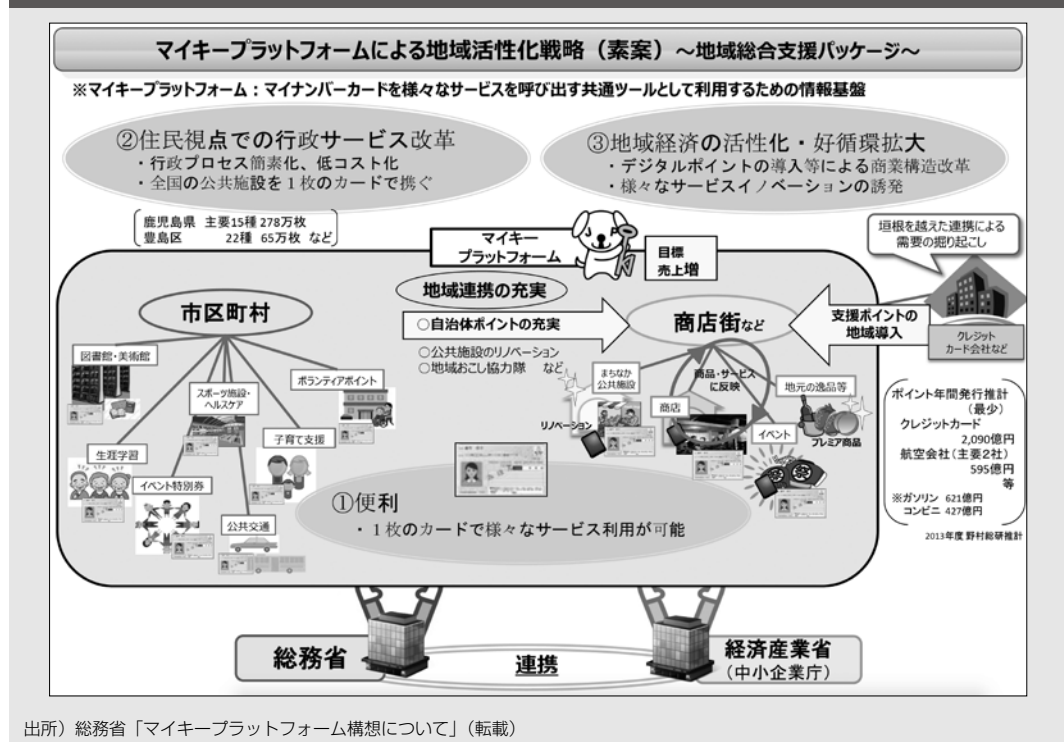 マイキープラットフォームによる地域活性化戦略（素案）～地域総合支援パッケージ～
※マイキープラットフォーム：マイナンバーカードを様々なサービスを呼び出す共通ツールとして利用するための情報基盤
②住民視点での行政サービス改革
・行政プロセス簡素化、低コスト化
・全国の公共施設を１枚のカードで携ぐ
③地域経済の活性化・好循環拡大
・デジタルポイントの導入等による商業構造改革
・様々なサービスイノベーションの誘発
鹿児島県 主要15種 278万枚
豊島区 22種 65万枚 など
マイキー
プラットフォーム
目標
売上増
垣根を越えた連携による
需要の掘り起こし
地域連携の充実
市区町村
○自治体ポイントの充実
○公共施設のリノベーション
○地域おこし協力隊 など
商店街など
支援ポイントの
地域導入
クレジット
カード会社など
図書館・美術館
スポーツ施設・
ヘルスケア
ボランティアポイント
生涯学習
子育て支援
イベント特別券
公共交通
まちなか
公共施設
リノベーション
商品・サービス
に反映
商店
イベント
地元の逸品等
プレミア商品
ポイント年間発行推計
（最少）
クレジットカード
2,090億円
航空会社（主要２社）
595億円
等
※ガソリン 621億円
コンビニ 427億円
2013年度 野村総研推計
①便利
・１枚のカードで様々なサービス利用が可能
総務省
連携
経済産業省
（中小企業庁）
出所）総務省「マイキープラットフォーム構想について」（転載）